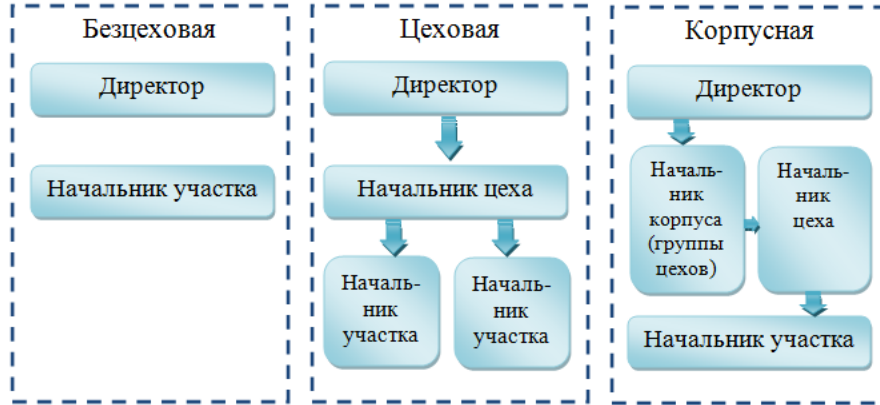 Безцеховая
Директор
Начальник участка
Цеховая
Директор
Начальник цеха
Началь-
ник
участка
Началь-
ник
участка
Корпусная
Директор
Началь-
ник
корпуса
(группы
цехов)
Началь-
ник
цеха
Начальник участка